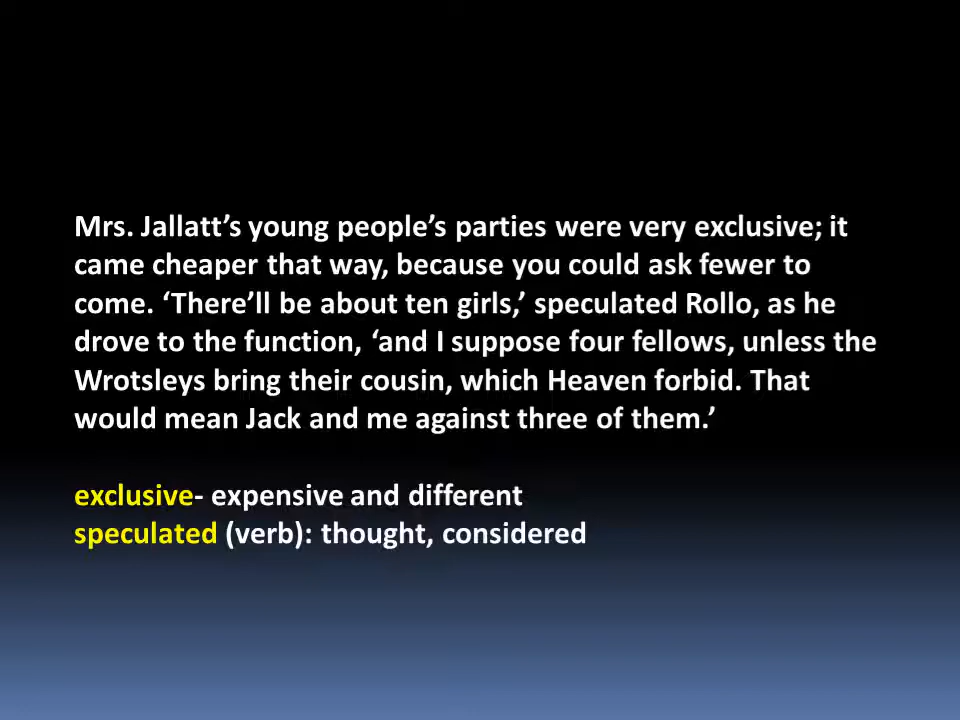 Mrs. Jallatt’s young people’s parties were very exclusive; it
came cheaper that way, because you could ask fewer to
come. ‘There’ll be about ten girls,’ speculated Rollo, as he
drove to the function, ‘and I suppose four fellows, unless the
Wrotsleys bring their cousin, which Heaven forbid. That
would mean Jack and me against three of them.’
exclusive- expensive and different
speculated (verb): thought, considered